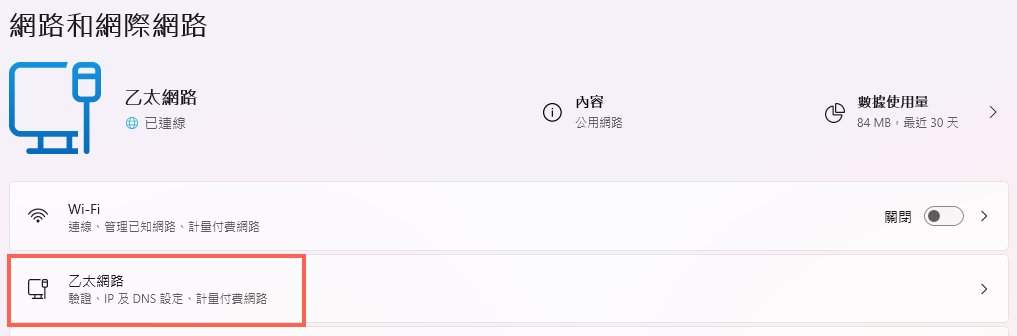 網路和網際網路
乙太網路
已連線
內容
公用網路
數據使用量
84 MB，最近 30 天
Wi-Fi
連線、管理已知網路、計量付費網路
關閉
乙太網路
驗證、IP 及 DNS 設定、計量付費網路